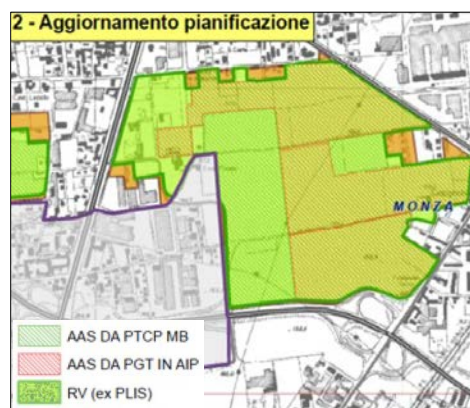 2 - Aggiornamento pianificazione
MONZA
AAS DA PTCP MB
AAS DA PGT IN AIP
RV (ex PLIS)